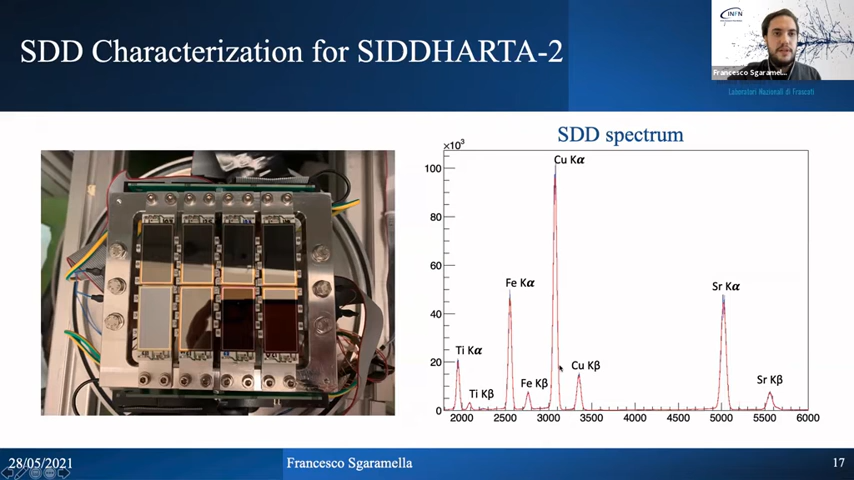 SDD Characterization for SIDDHARTA-2
INFN
Francesco Sgaramel...
Laboratori Nazionali di Frascati
SDD spectrum
×10³
100
80
60
40
20
0
Ti Kα
Ti Kβ
Fe Kα
Fe Kβ
Cu Kα
Cu Kβ
Sr Kα
Sr Kβ
2000 2500 3000 3500 4000 4500 5000 5500 6000
28/05/2021
Francesco Sgaramella
17